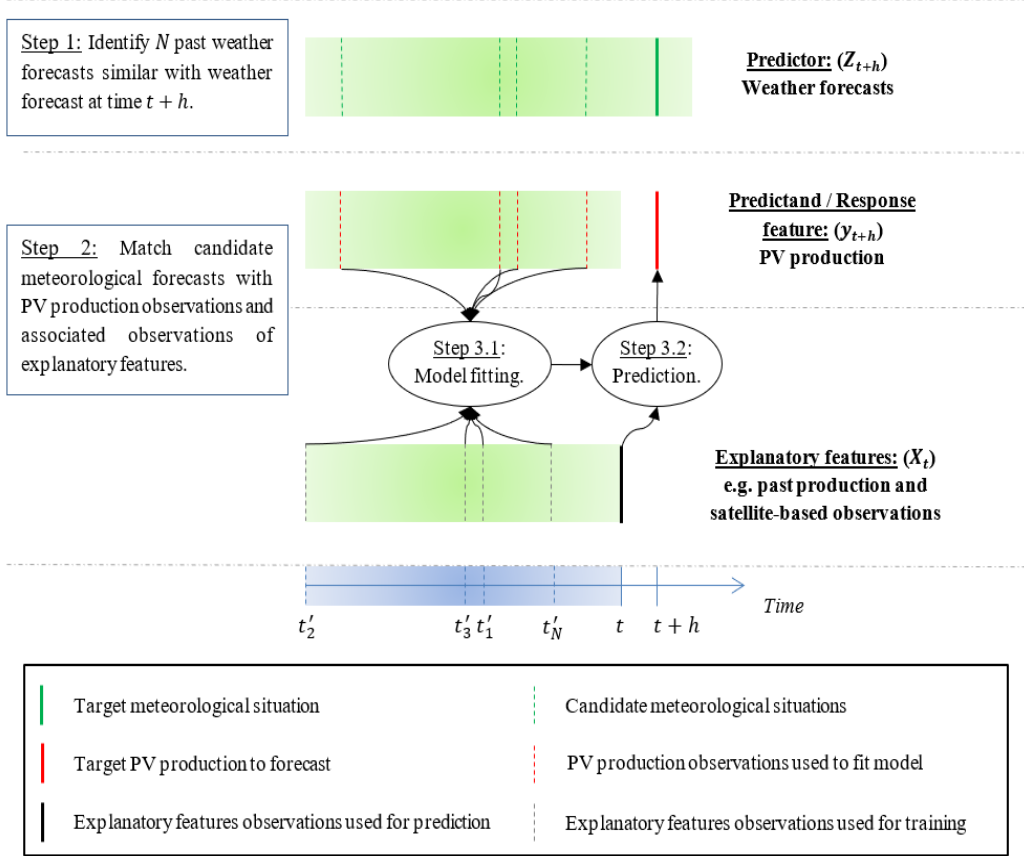 Step 1: Identify N past weather
forecasts similar with weather
forecast at time t + h.
Predictor: (Z_{t+h})
Weather forecasts
Predictand / Response
feature: (y_{t+h})
PV production
Step 2: Match candidate
meteorological forecasts with
PV production observations and
associated observations of
explanatory features.
Step 3.1:
Model fitting.
Step 3.2:
Prediction.
Explanatory features: (X_t)
e.g. past production and
satellite-based observations
Time
t′_2 t′_3 t′_1 t′_N t t + h
Target meteorological situation
Candidate meteorological situations
Target PV production to forecast
PV production observations used to fit model
Explanatory features observations used for prediction
Explanatory features observations used for training